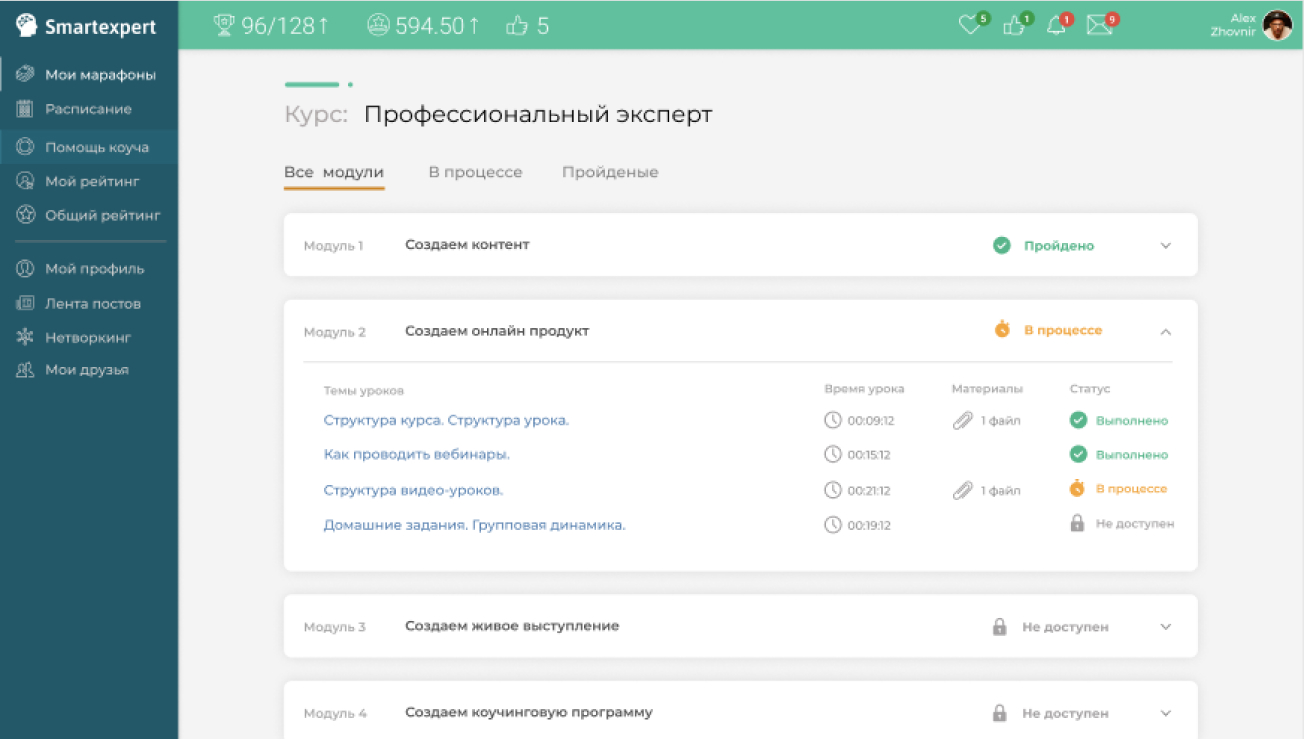 Smartexpert
96/128↑ 594.50↑ 5
5 1 1 9
Alex
Zhovnir
Мои марафоны
Расписание
Помощь коуча
Мой рейтинг
Общий рейтинг
Мой профиль
Лента постов
Нетворкинг
Мои друзья
Курс: Профессиональный эксперт
Все модули В процессе Пройденые
Модуль 1 Создаем контент Пройдено
Модуль 2 Создаем онлайн продукт В процессе
Темы уроков Время урока Материалы Статус
Структура курса. Структура урока. 00:09:12 1 файл Выполнено
Как проводить вебинары. 00:15:12 Выполнено
Структура видео-уроков. 00:21:12 1 файл В процессе
Домашние задания. Групповая динамика. 00:19:12 Не доступен
Модуль 3 Создаем живое выступление Не доступен
Модуль 4 Создаем коучинговую программу Не доступен